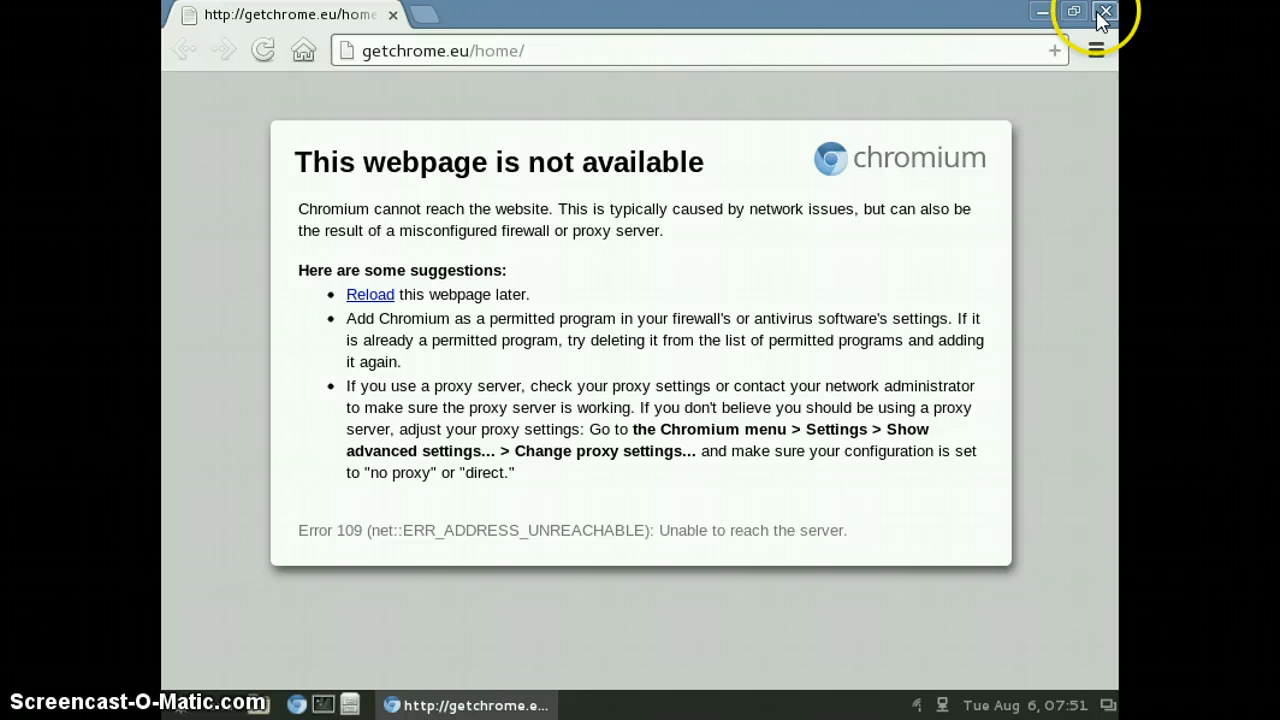 http://getchrome.eu/home
getchrome.eu/home/
This webpage is not available
chromium
Chromium cannot reach the website. This is typically caused by network issues, but can also be
the result of a misconfigured firewall or proxy server.
Here are some suggestions:
Reload this webpage later.
Add Chromium as a permitted program in your firewall's or antivirus software's settings. If it
is already a permitted program, try deleting it from the list of permitted programs and adding
it again.
If you use a proxy server, check your proxy settings or contact your network administrator
to make sure the proxy server is working. If you don't believe you should be using a proxy
server, adjust your proxy settings: Go to the Chromium menu > Settings > Show
advanced settings... > Change proxy settings... and make sure your configuration is set
to "no proxy" or "direct."
Error 109 (net::ERR_ADDRESS_UNREACHABLE): Unable to reach the server.
Screencast-O-Matic.com
http://getchrome.e...
Tue Aug 6, 07:51